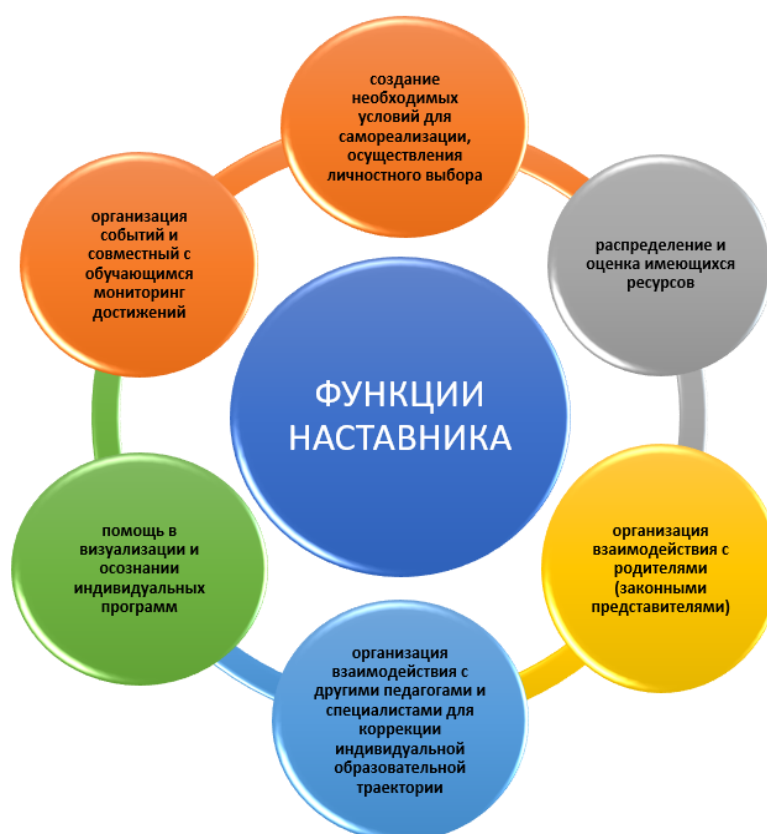 создание
необходимых
условий для
самореализации,
осуществления
личностного выбора
распределение и
оценка имеющихся
ресурсов
организация
взаимодействия с
родителями
(законными
представителями)
организация
взаимодействия с
другими педагогами и
специалистами для
коррекции
индивидуальной
образовательной
траектории
помощь в
визуализации и
осознании
индивидуальных
программ
организация
событий и
совместный с
обучающимся
мониторинг
достижений
ФУНКЦИИ
НАСТАВНИКА